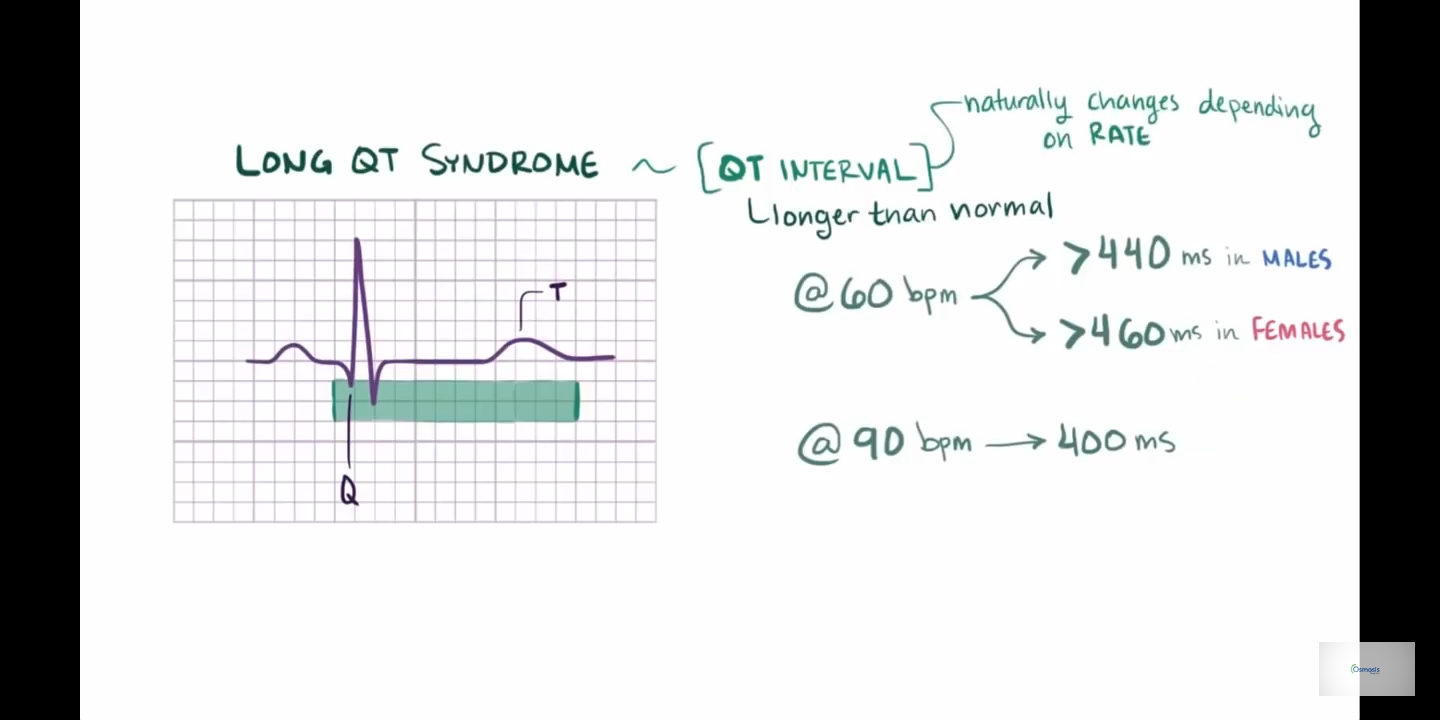 naturally changes depending
on RATE
LONG QT SYNDROME ~ [QT INTERVAL]
longer than normal
@ 60 bpm
>440 ms in MALES
>460 ms in FEMALES
T
@ 90 bpm → 400 ms
Q
Osmosis